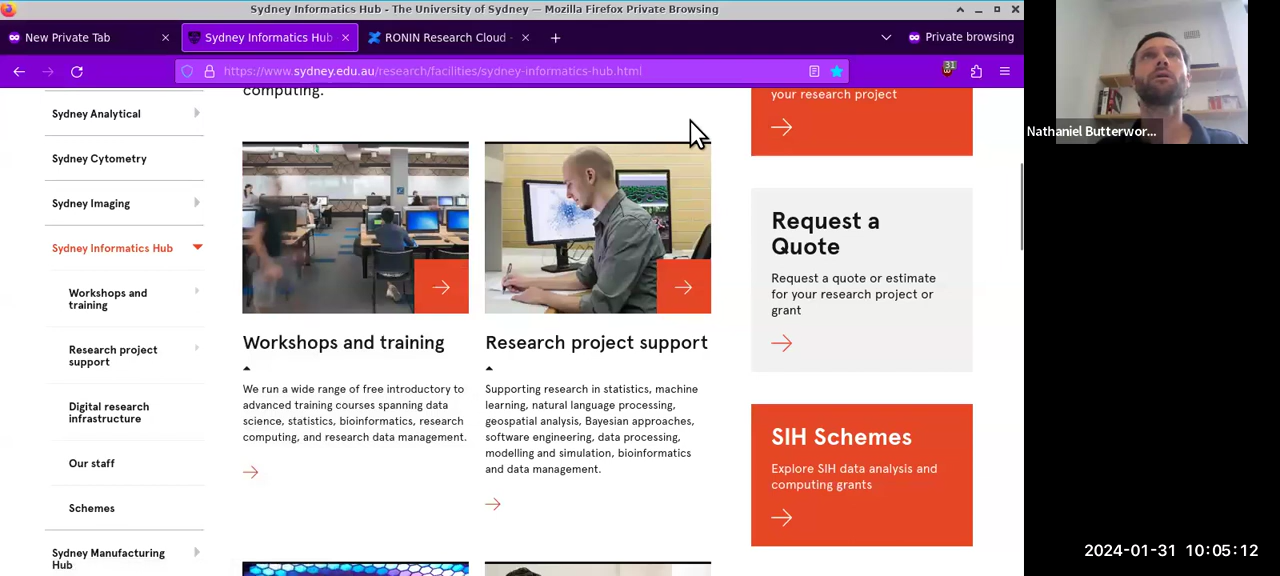 Sydney Informatics Hub - The University of Sydney — Mozilla Firefox Private Browsing
New Private Tab
Sydney Informatics Hub
RONIN Research Cloud -
Private browsing
https://www.sydney.edu.au/research/facilities/sydney-informatics-hub.html
31
Sydney Analytical
Sydney Cytometry
Sydney Imaging
Sydney Informatics Hub
Workshops and
training
Research project
support
Digital research
infrastructure
Our staff
Schemes
Sydney Manufacturing
Hub
computing.
Workshops and training
We run a wide range of free introductory to
advanced training courses spanning data
science, statistics, bioinformatics, research
computing, and research data management.
Research project support
Supporting research in statistics, machine
learning, natural language processing,
geospatial analysis, Bayesian approaches,
software engineering, data processing,
modelling and simulation, bioinformatics
and data management.
your research project
Request a
Quote
Request a quote or estimate
for your research project or
grant
SIH Schemes
Explore SIH data analysis and
computing grants
Nathaniel Butterwor...
2024-01-31 10:05:12